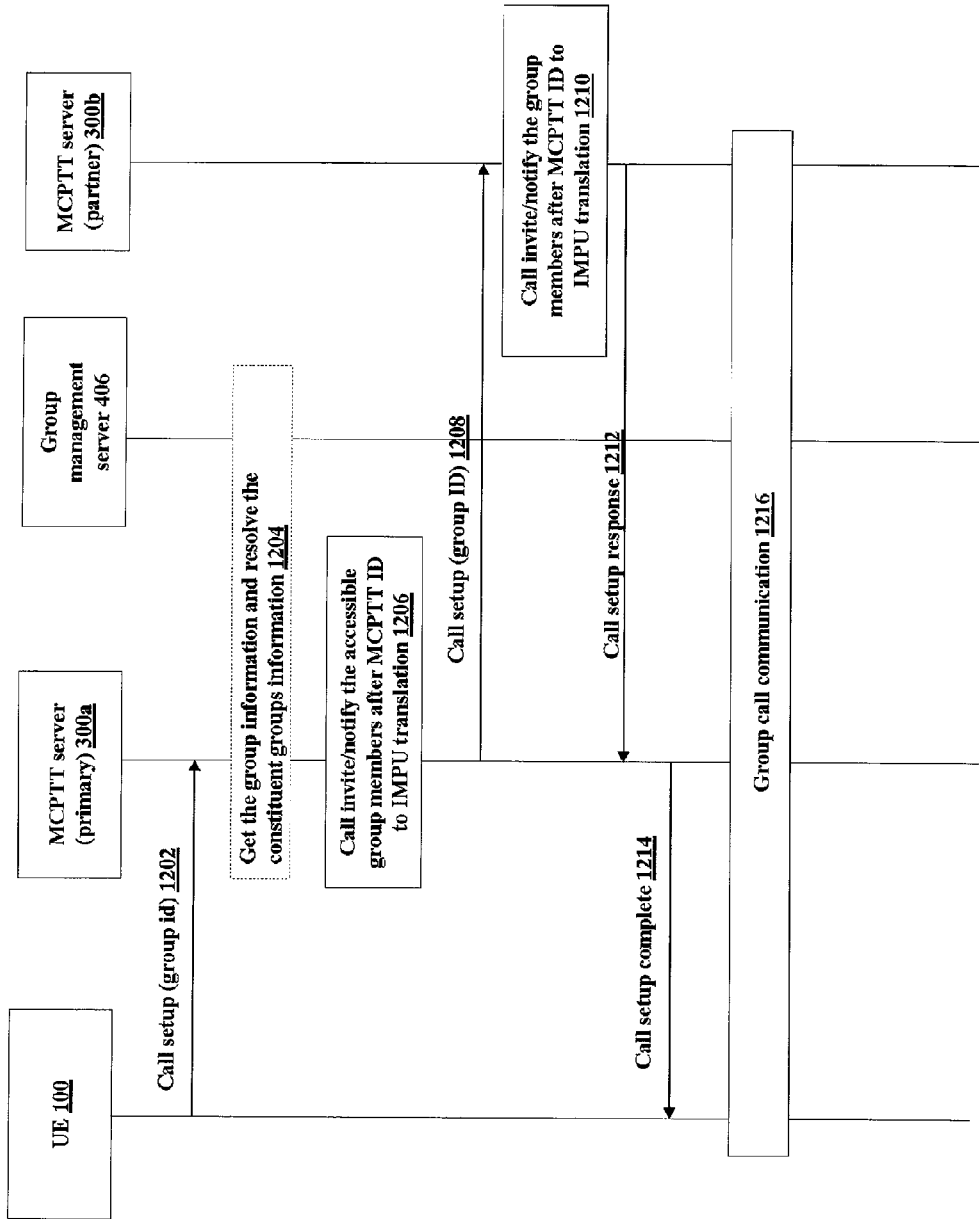 UE 100
MCPTT server
(primary) 300a
Group
management
server 406
MCPTT server
(partner) 300b
Call setup (group id) 1202
Get the group information and resolve the
constituent groups information 1204
Call invite/notify the accessible
group members after MCPTT ID
to IMPU translation 1206
Call setup (group ID) 1208
Call invite/notify the group
members after MCPTT ID to
IMPU translation 1210
Call setup response 1212
Call setup complete 1214
Group call communication 1216